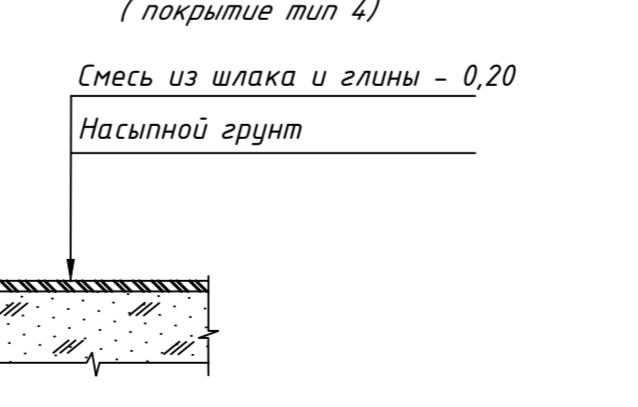 ( покрытие тип 4)
Смесь из шлака и глины - 0,20
Насыпной грунт